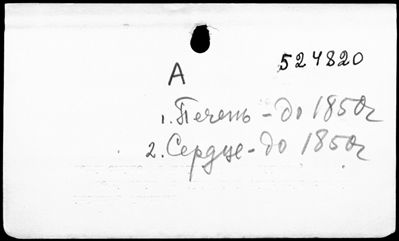 524820
А
1. Печень - до 1850г
2. Сердце - до 1850г